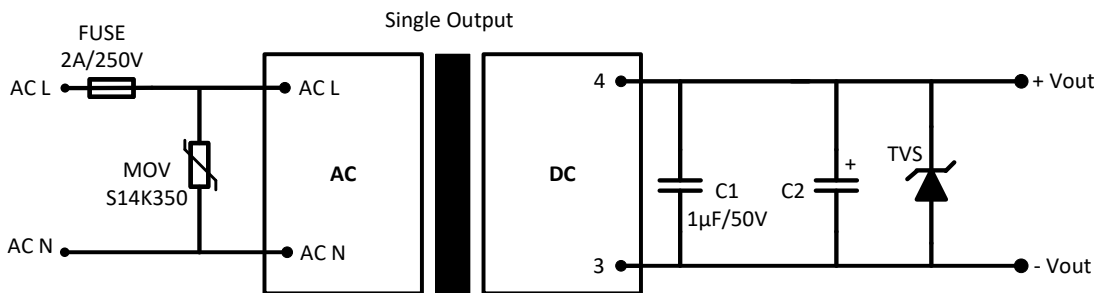 Single Output
FUSE
2A/250V
AC L
AC L
4
+ Vout
MOV
S14K350
AC
DC
C1
1µF/50V
C2
+
TVS
AC N
AC N
3
- Vout